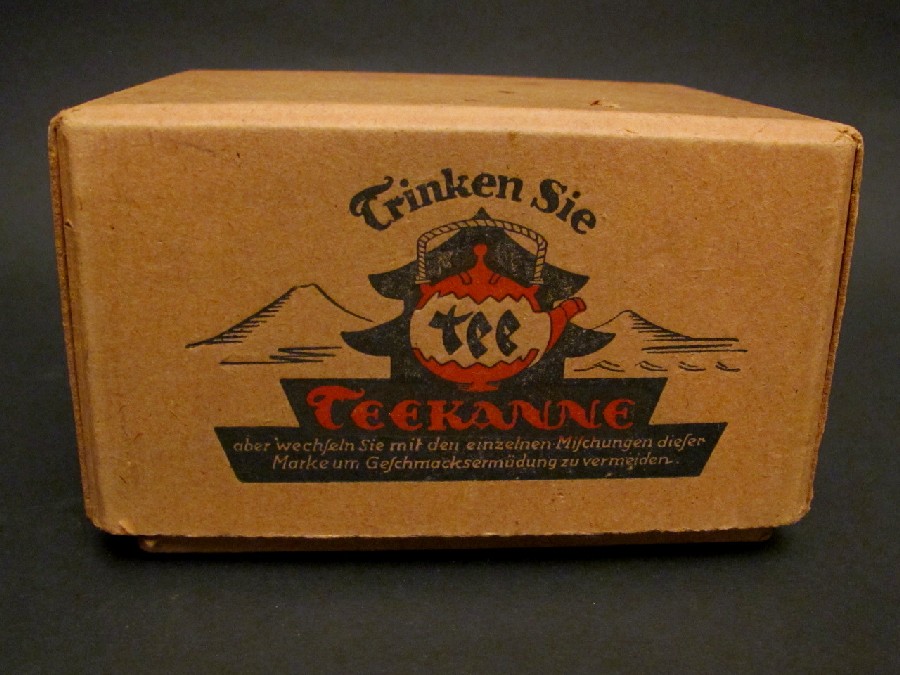 Trinken Sie
tee
TEEKANNE
aber wechſeln Sie mit den einzelnen Miſchungen dieſer
Marke um Geſchmacksermüdung zu vermeiden.